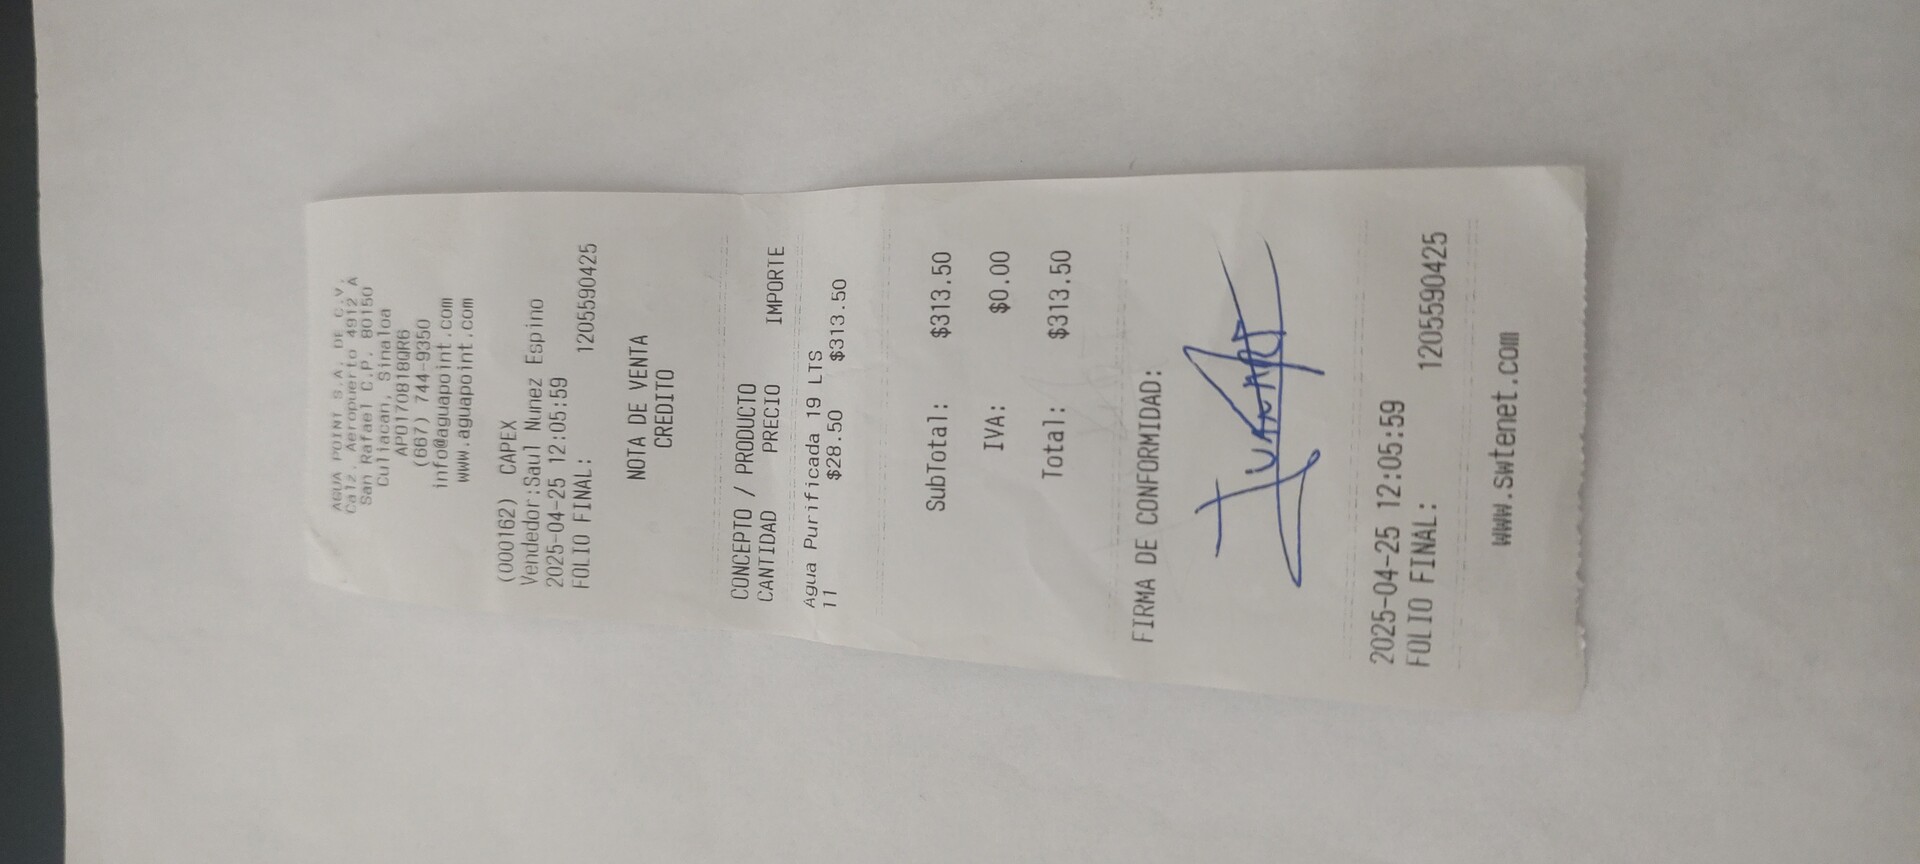 AGUA POINT S.A. DE C.V.
Calz. Aeropuerto 4912 A
San Rafael C.P. 80150
Culiacan, Sinaloa
APO170818QR6
(667) 744-9350
info@aguapoint.com
www.aguapoint.com
(000162) CAPEX
Vendedor:Saul Nunez Espino
2025-04-25 12:05:59
FOLIO FINAL: 1205590425
NOTA DE VENTA
CREDITO
CONCEPTO / PRODUCTO
CANTIDAD PRECIO IMPORTE
Agua Purificada 19 LTS
11 $28.50 $313.50
SubTotal: $313.50
IVA: $0.00
Total: $313.50
FIRMA DE CONFORMIDAD:
2025-04-25 12:05:59
FOLIO FINAL: 1205590425
www.swtenet.com